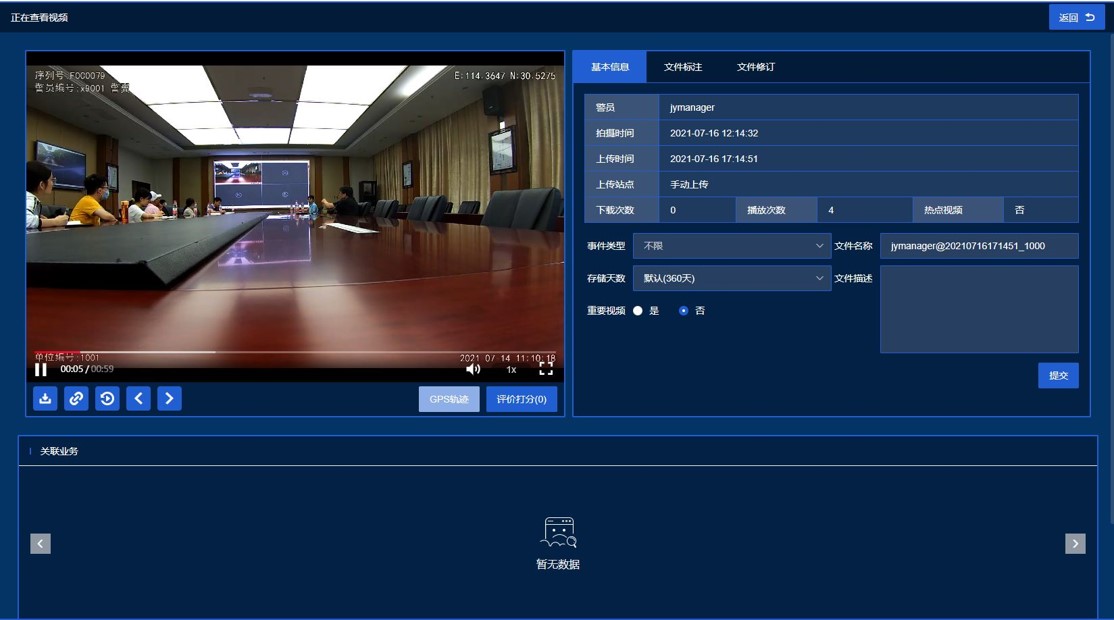 正在查看视频
返回
序列号:F000079
E:114.3647 N:30.5275
警员编号:x9001
单位编号:1001
2021 07 14 11:10:18
00:05 / 00:59
1x
GPS轨迹
评价打分(0)
基本信息 文件标注 文件修订
警员 jymanager
拍摄时间 2021-07-16 12:14:32
上传时间 2021-07-16 17:14:51
上传站点 手动上传
下载次数 0 播放次数 4 热点视频 否
事件类型 不限 文件名称 jymanager@20210716171451_1000
存储天数 默认(360天) 文件描述
重要视频 是 否
提交
关联业务
暂无数据